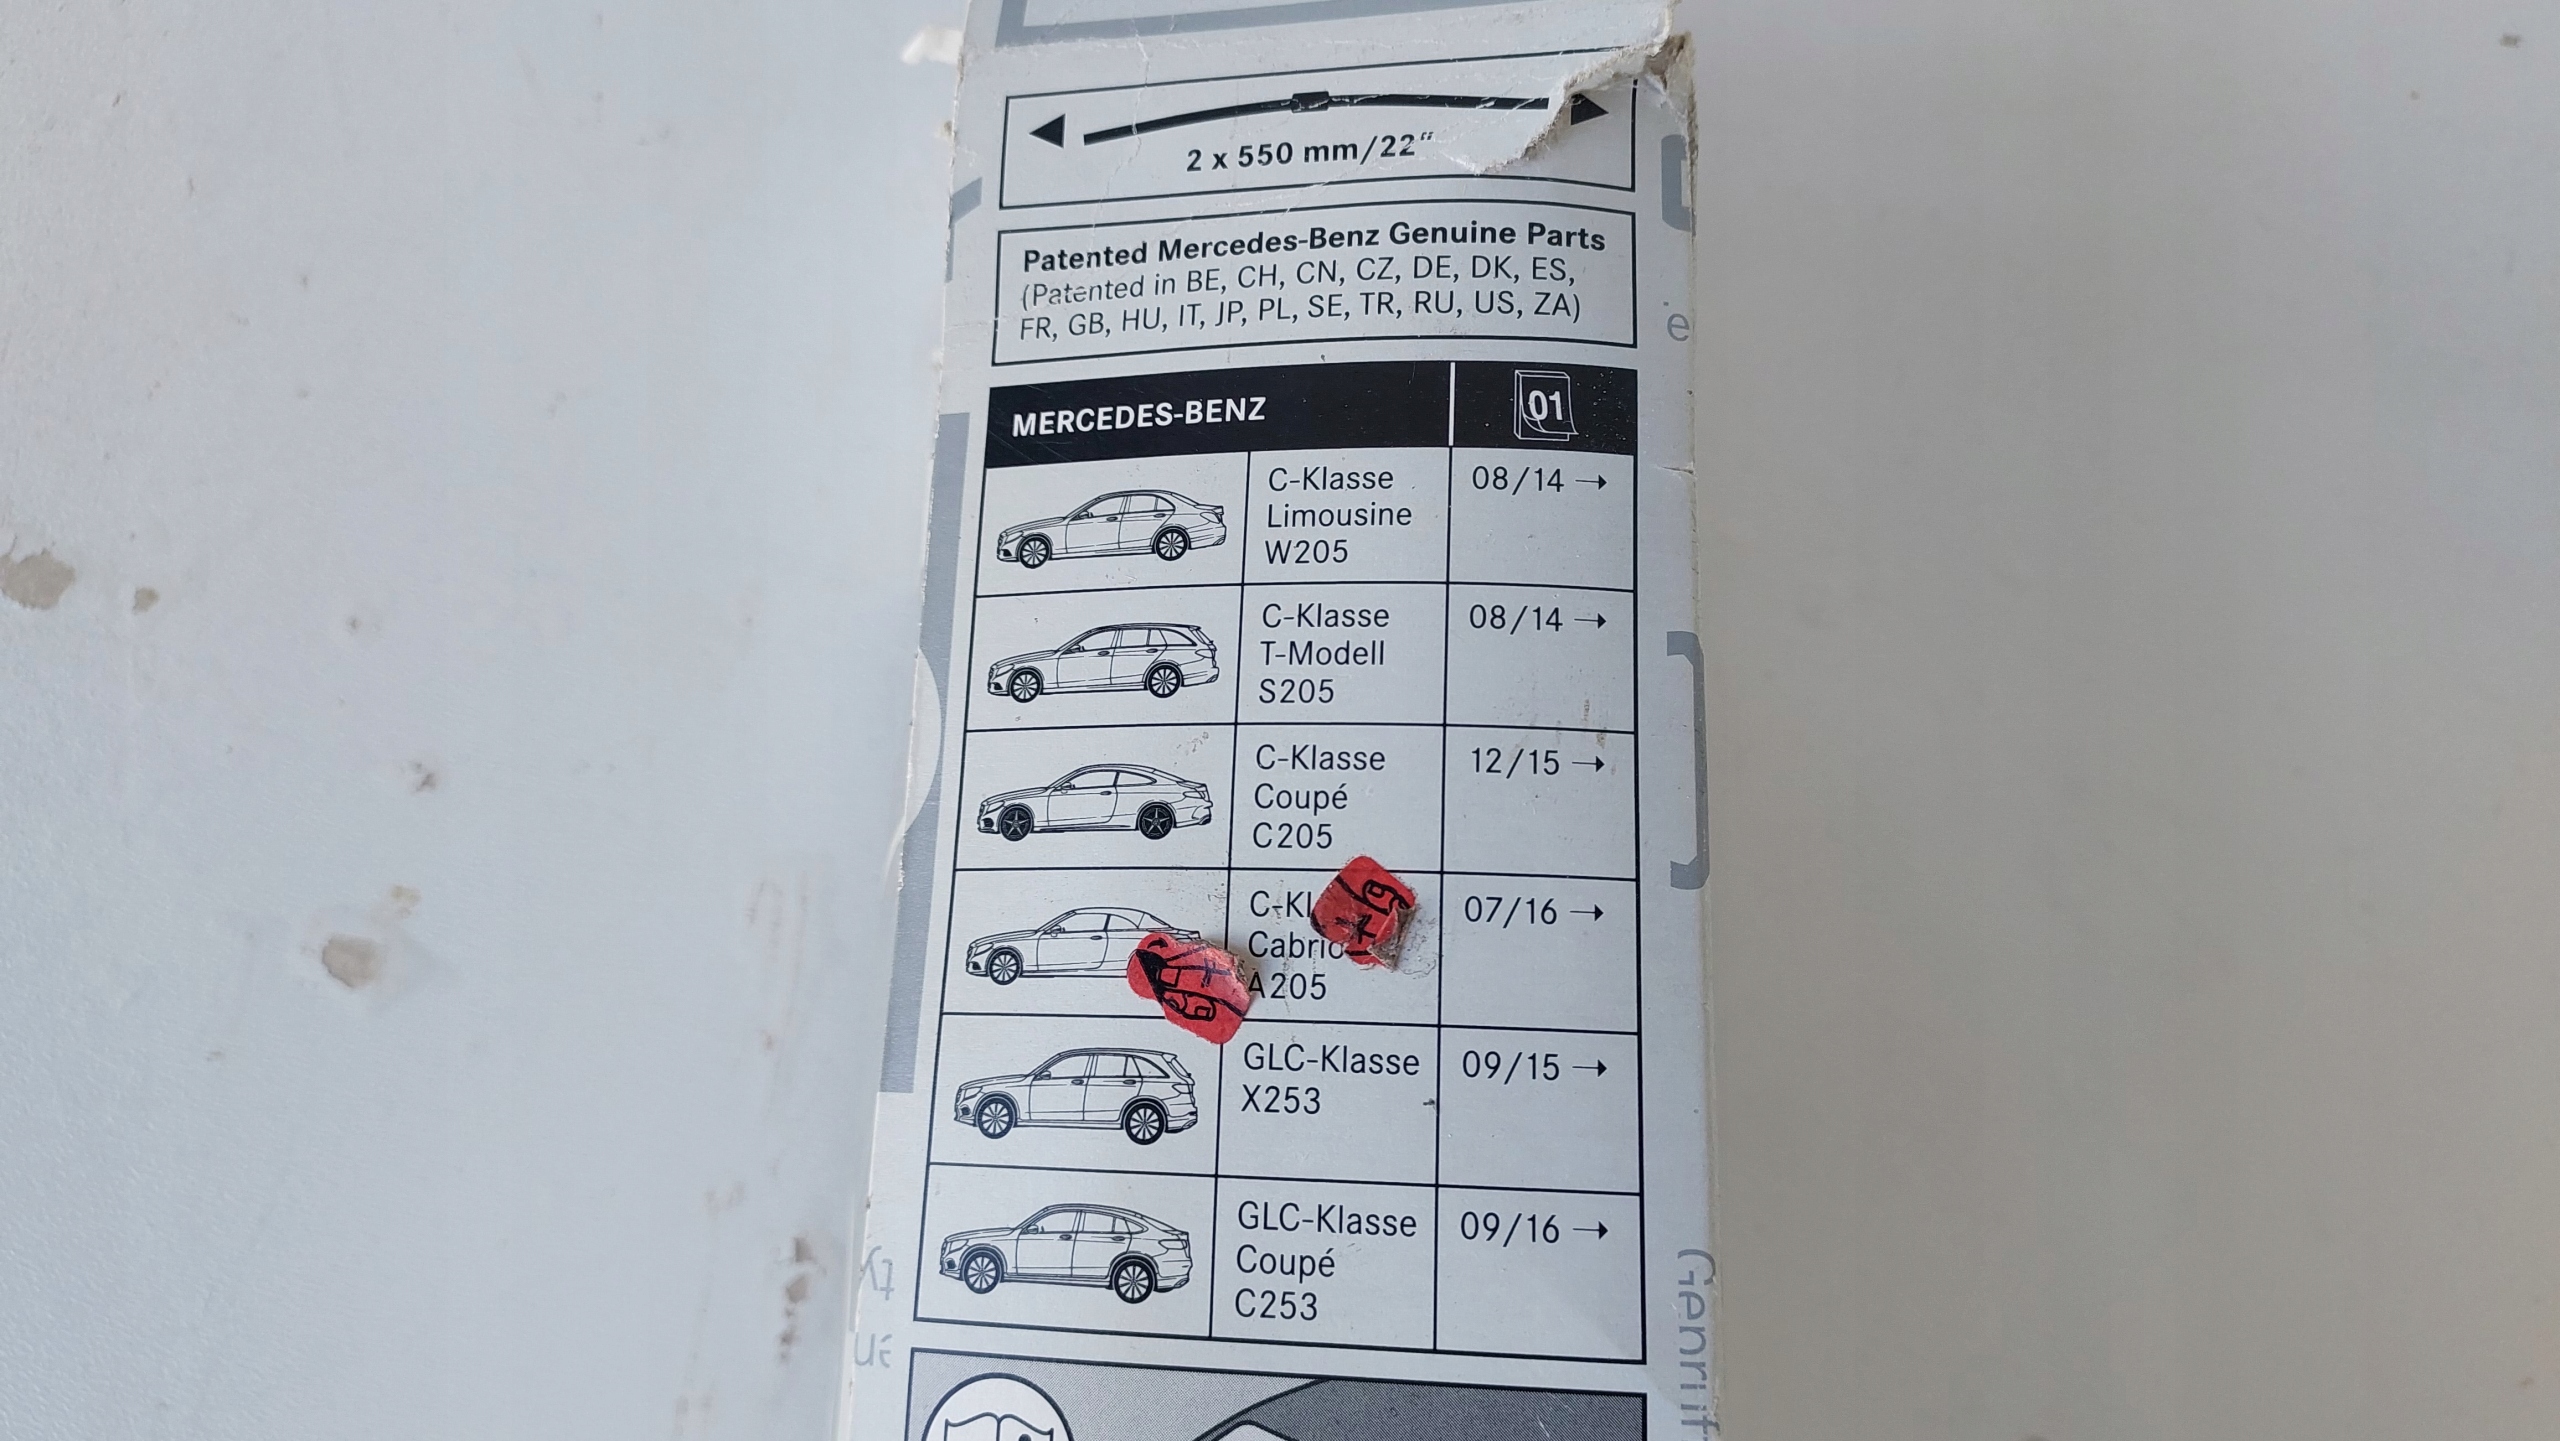 2 x 550 mm/22“
Patented Mercedes-Benz Genuine Parts
(Patented in BE, CH, CN, CZ, DE, DK, ES,
FR, GB, HU, IT, JP, PL, SE, TR, RU, US, ZA)
MERCEDES-BENZ 01
C-Klasse 08/14 →
Limousine
W205
C-Klasse 08/14 →
T-Modell
S205
C-Klasse 12/15 →
Coupé
C205
07/16 →
A205
GLC-Klasse 09/15 →
X253
GLC-Klasse 09/16 →
Coupé
C253